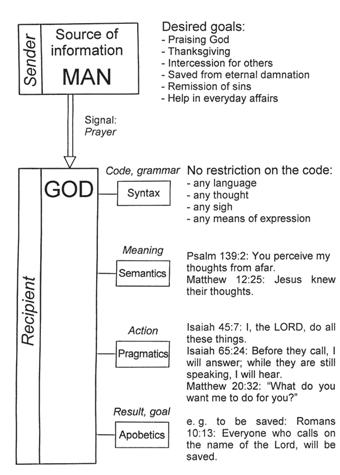 Sender
Source of
information
MAN
Desired goals:
- Praising God
- Thanksgiving
- Intercession for others
- Saved from eternal damnation
- Remission of sins
- Help in everyday affairs
Signal:
Prayer
Recipient
GOD
Code, grammar
Syntax
No restriction on the code:
- any language
- any thought
- any sigh
- any means of expression
Meaning
Semantics
Psalm 139:2: You perceive my
thoughts from afar.
Matthew 12:25: Jesus knew
their thoughts.
Action
Pragmatics
Isaiah 45:7: I, the LORD, do all
these things.
Isaiah 65:24: Before they call, I
will answer; while they are still
speaking, I will hear.
Matthew 20:32: “What do you
want me to do for you?”
Result, goal
Apobetics
e. g. to be saved: Romans
10:13: Everyone who calls on
the name of the Lord, will be
saved.